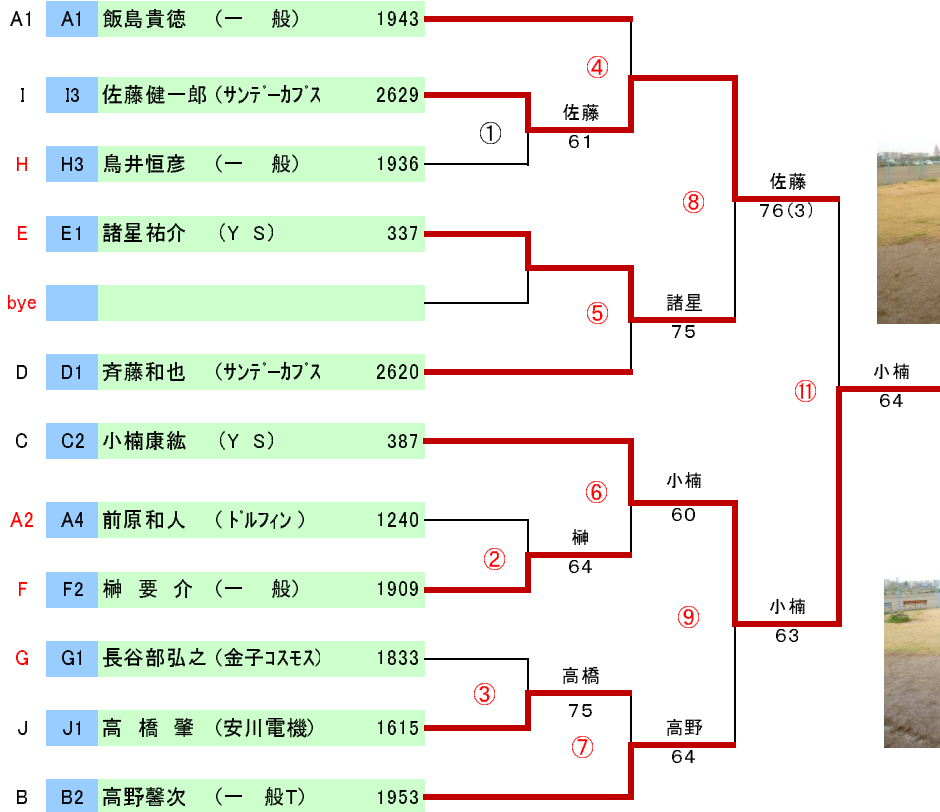 A1 A1 飯島貴徳 （一　般） 1943
④
I I3 佐藤健一郎（サンデーカブス 2629
佐藤
①
61
H H3 鳥井恒彦 （一　般） 1936
佐藤
⑧
76(3)
E E1 諸星祐介 （Y S） 337
bye
諸星
⑤
75
D D1 斉藤和也 （サンデーカブス 2620
小楠
⑪
64
C C2 小楠康紘 （Y S） 387
小楠
⑥
60
A2 A4 前原和人 （ドルフィン） 1240
榊
②
64
F F2 榊 要 介 （一　般） 1909
小楠
⑨
63
G G1 長谷部弘之（金子コスモス） 1833
高橋
③
75
J J1 高 橋 肇 （安川電機） 1615
高野
⑦
64
B B2 高野馨次 （一　般T） 1953